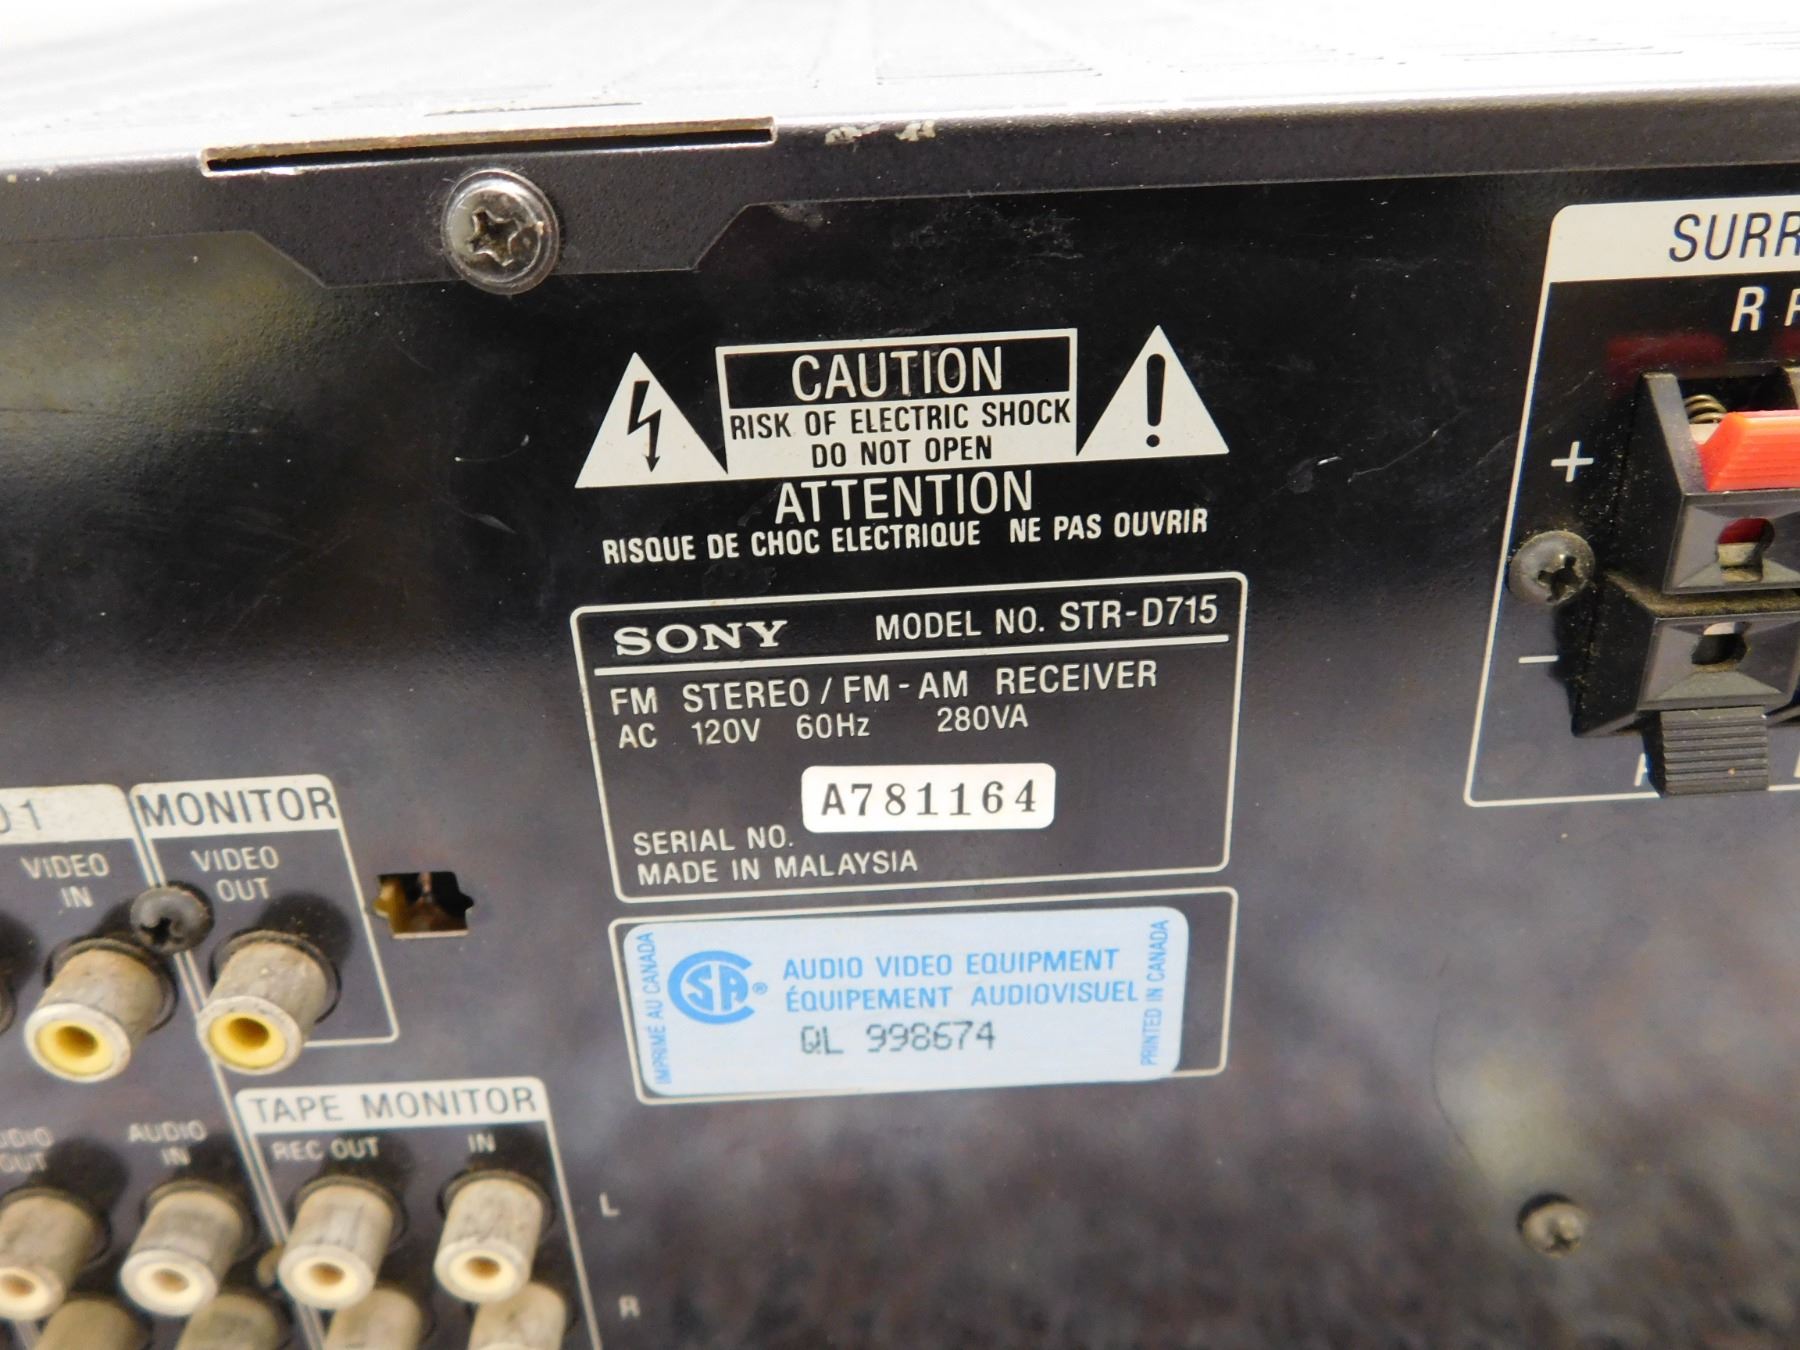 CAUTION
RISK OF ELECTRIC SHOCK
DO NOT OPEN
ATTENTION
RISQUE DE CHOC ELECTRIQUE NE PAS OUVRIR
SONY MODEL NO. STR-D715
FM STEREO / FM-AM RECEIVER
AC 120V 60Hz 280VA
A781164
SERIAL NO.
MADE IN MALAYSIA
IMPRIMÉ AU CANADA
CSA ®
AUDIO VIDEO EQUIPMENT
ÉQUIPEMENT AUDIOVISUEL
QL 998674
PRINTED IN CANADA
R
+
−
1
VIDEO
IN
MONITOR
VIDEO
OUT
AUDIO
IN
OUT
TAPE MONITOR
REC OUT IN
L
R